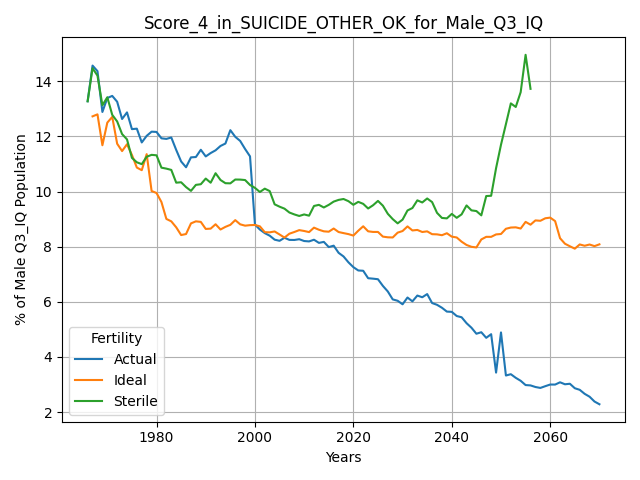 Score_4_in_SUICIDE_OTHER_OK_for_Male_Q3_IQ
% of Male Q3_IQ Population
14
12
10
8
6
4
2
Fertility
Actual
Ideal
Sterile
1980 2000 2020 2040 2060
Years